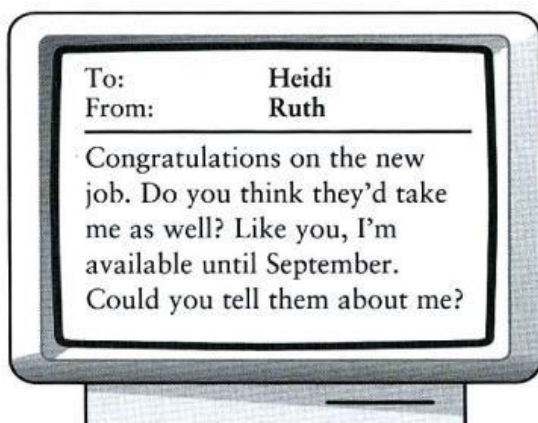 To: Heidi
From: Ruth
Congratulations on the new
job. Do you think they'd take
me as well? Like you, I'm
available until September.
Could you tell them about me?